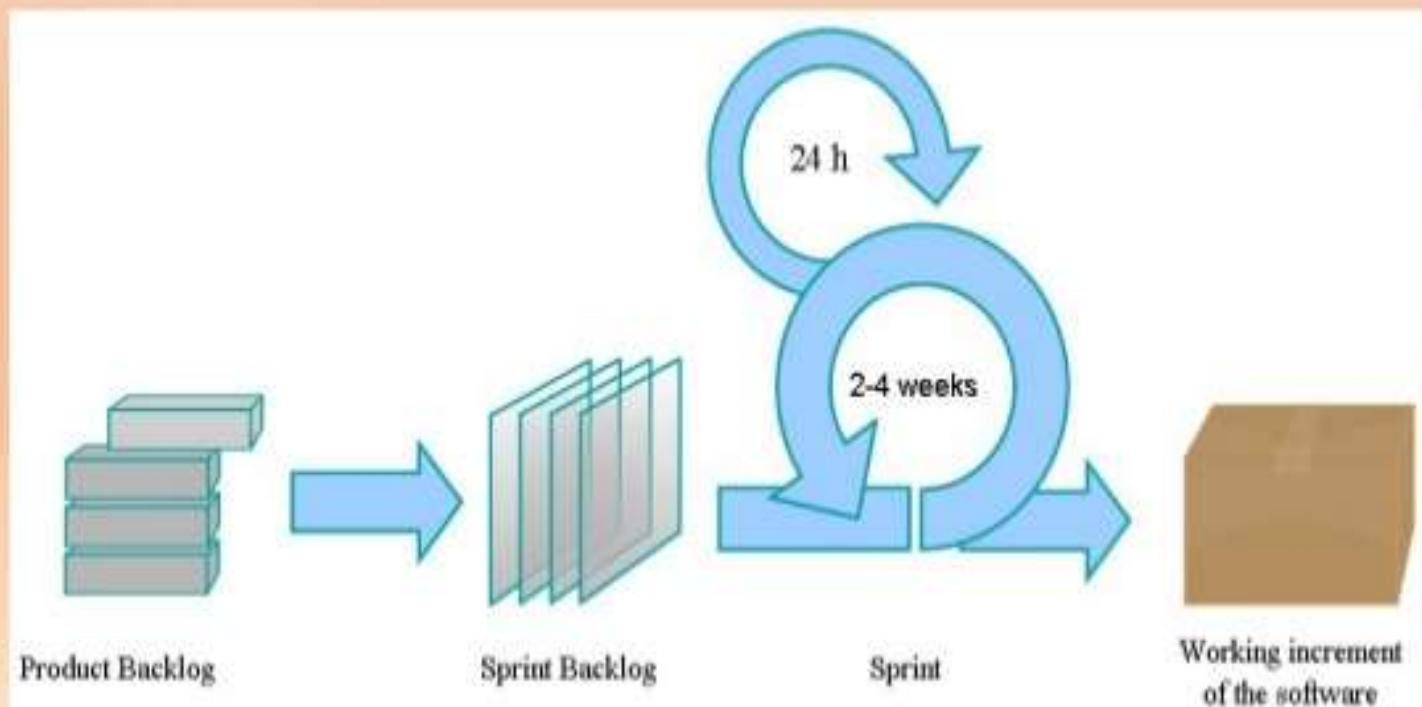 24 h
2-4 weeks
Product Backlog
Sprint Backlog
Sprint
Working increment
of the software